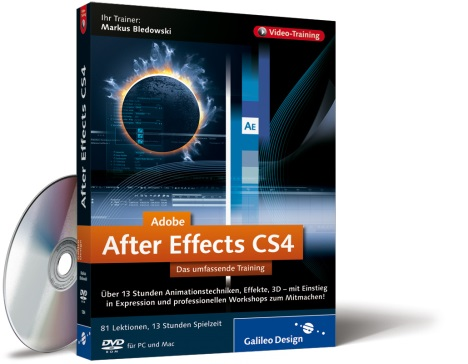 Ihr Trainer:
Markus Bledowski
Video-Training
AE
Adobe
After Effects CS4
Das umfassende Training
Über 13 Stunden Animationstechniken, Effekte, 3D – mit Einstieg
in Expression und professionellen Workshops zum Mitmachen!
81 Lektionen, 13 Stunden Spielzeit
DVD ROM für PC und Mac
Galileo Design
After Effects CS4
DVD